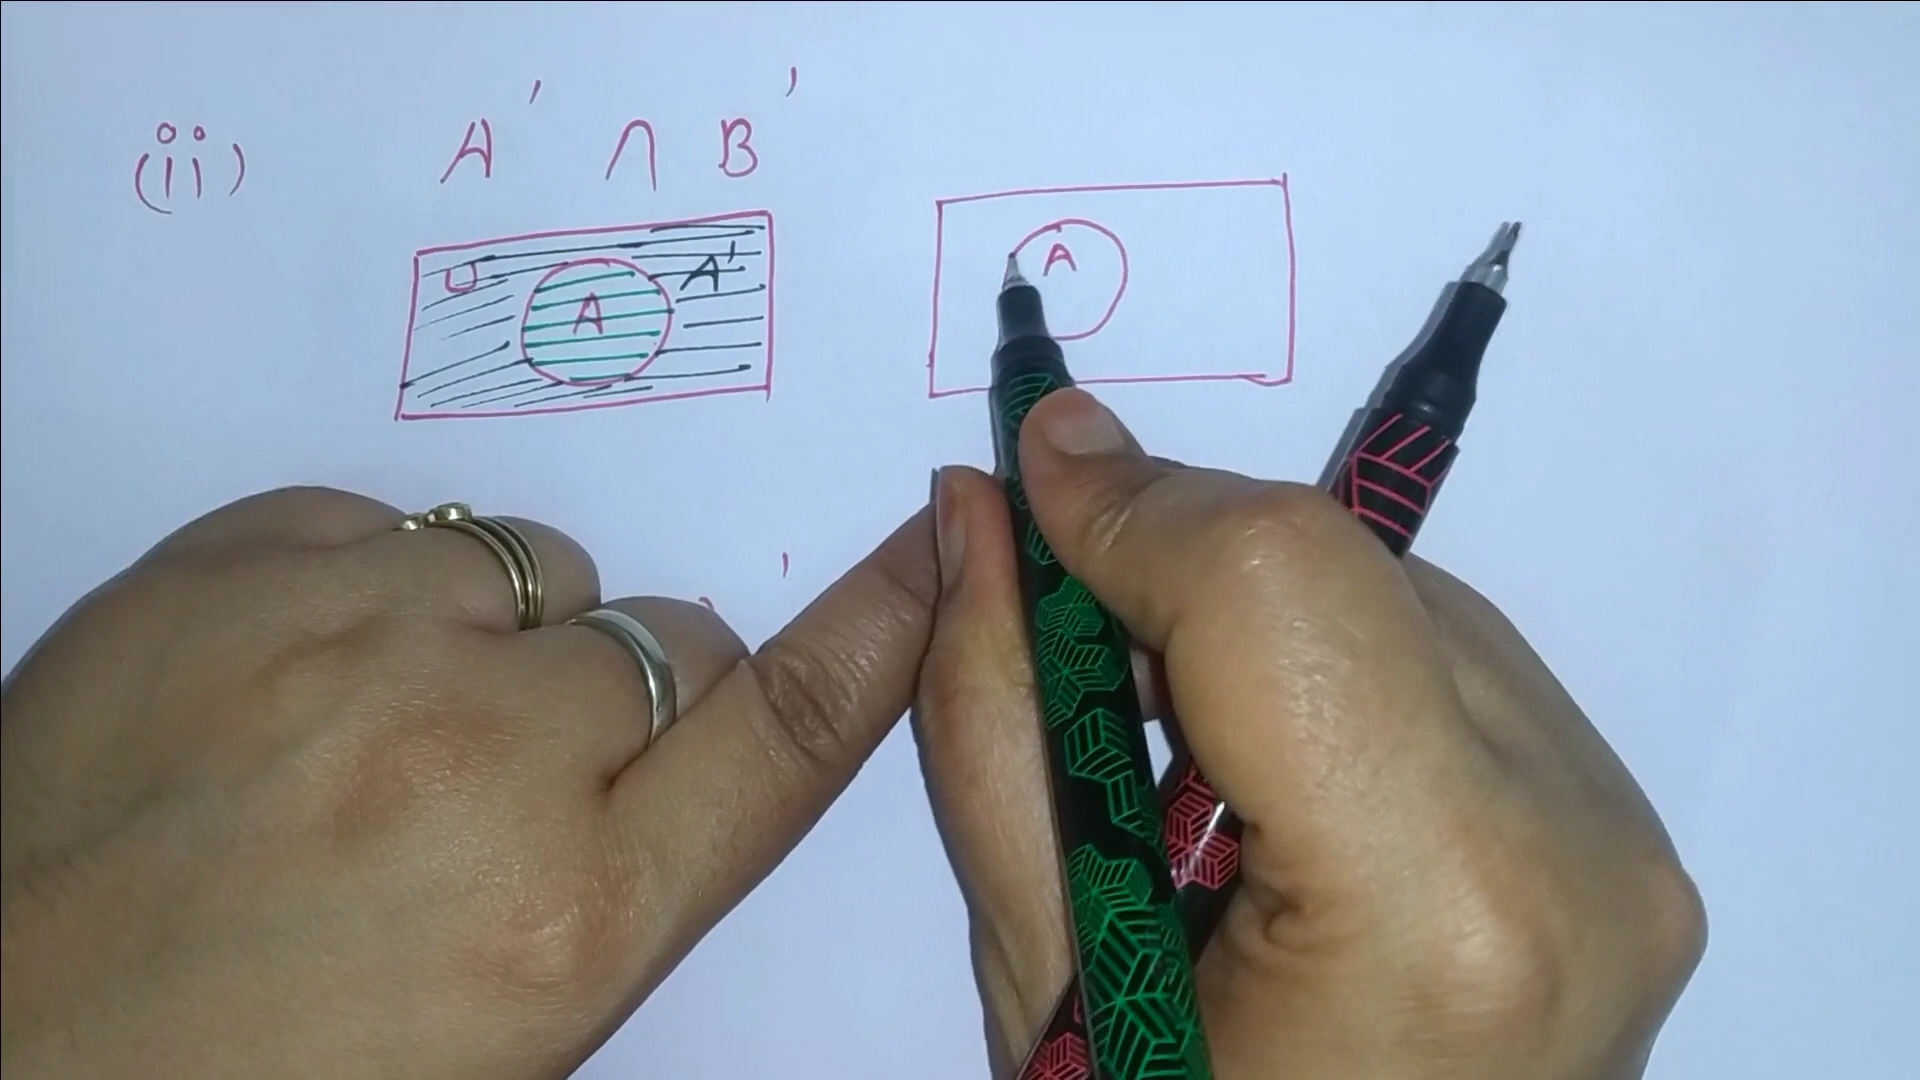 (ii) A' ∩ B'
U A A'
A